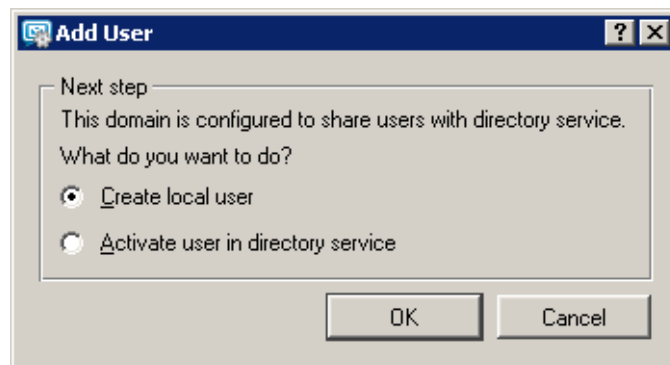 Add User
Next step
This domain is configured to share users with directory service.
What do you want to do?
Create local user
Activate user in directory service
OK
Cancel